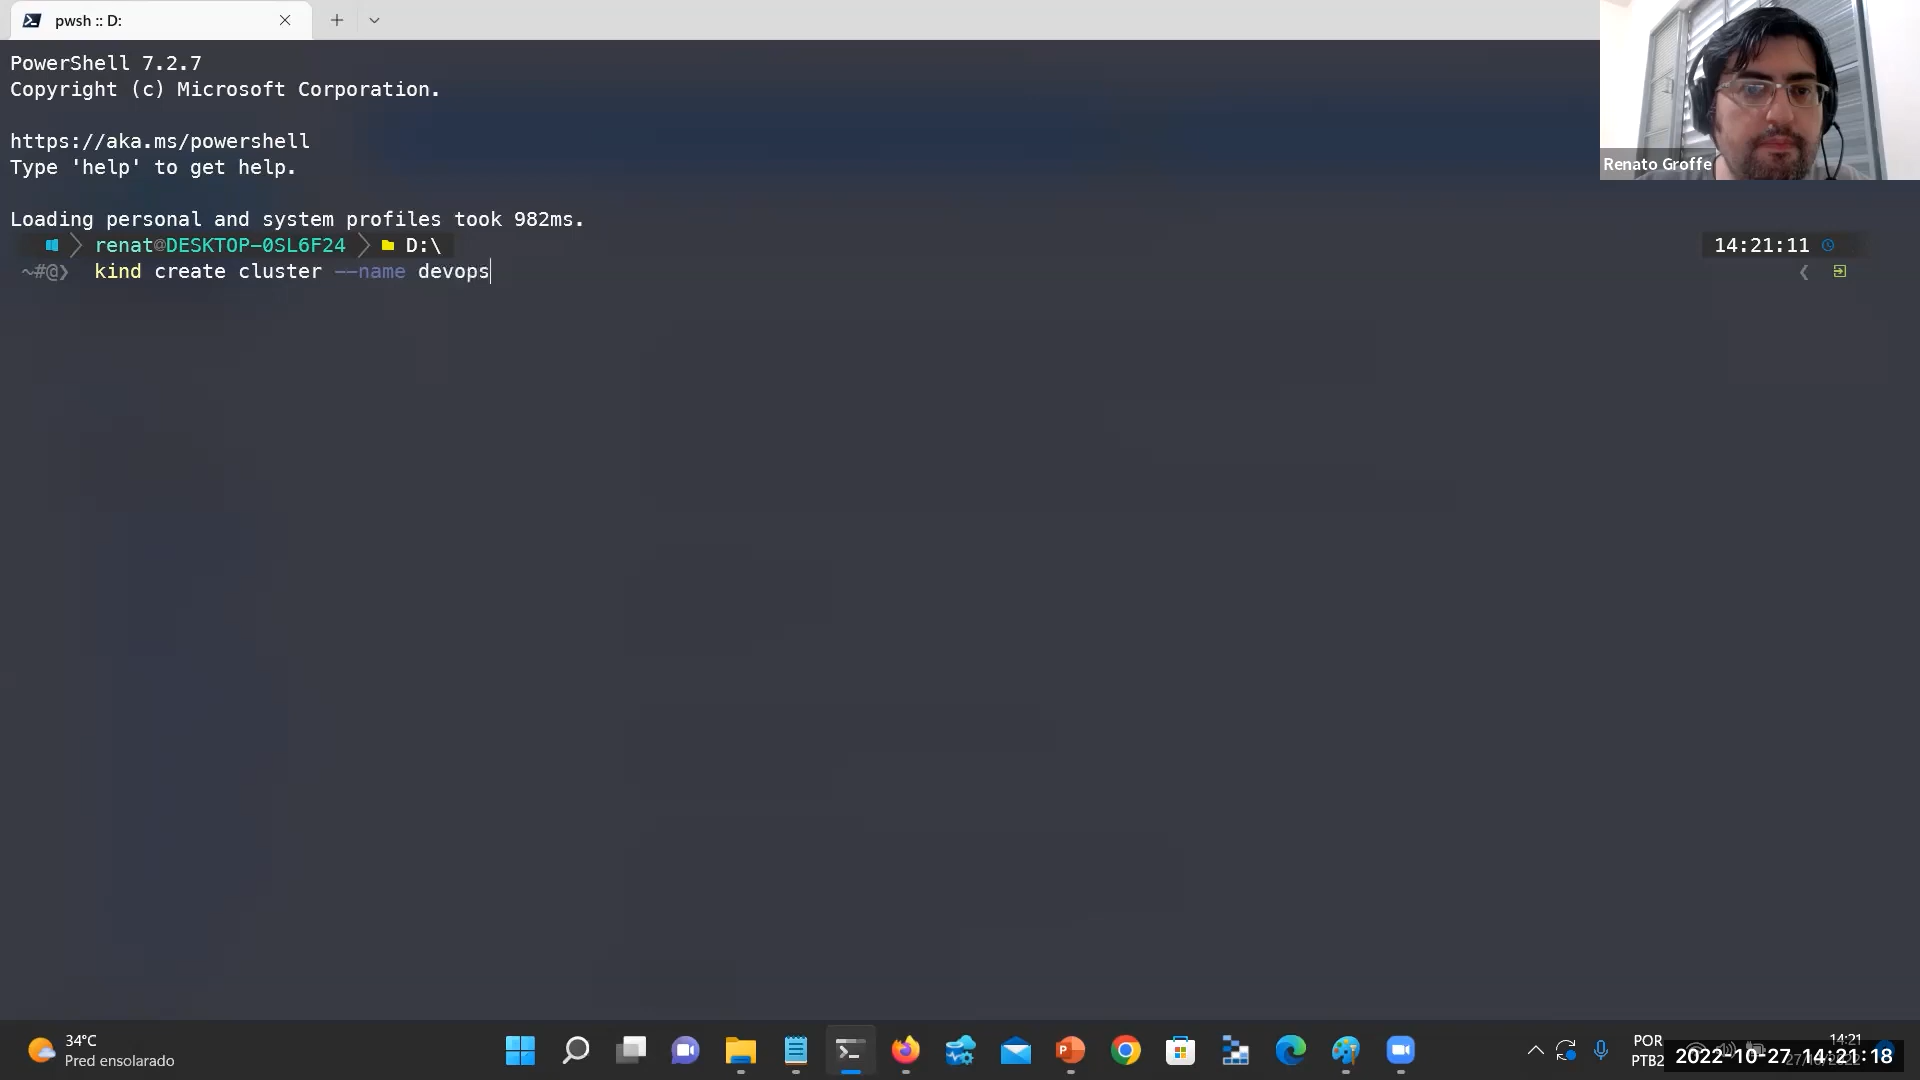 pwsh :: D:
PowerShell 7.2.7
Copyright (c) Microsoft Corporation.
https://aka.ms/powershell
Type 'help' to get help.
Renato Groffe
Loading personal and system profiles took 982ms.
renat@DESKTOP-0SL6F24 D:\
14:21:11
~#@❯ kind create cluster --name devops
34°C
Pred ensolarado
POR
PTB2
14:21
2022-10-27 14:21:18